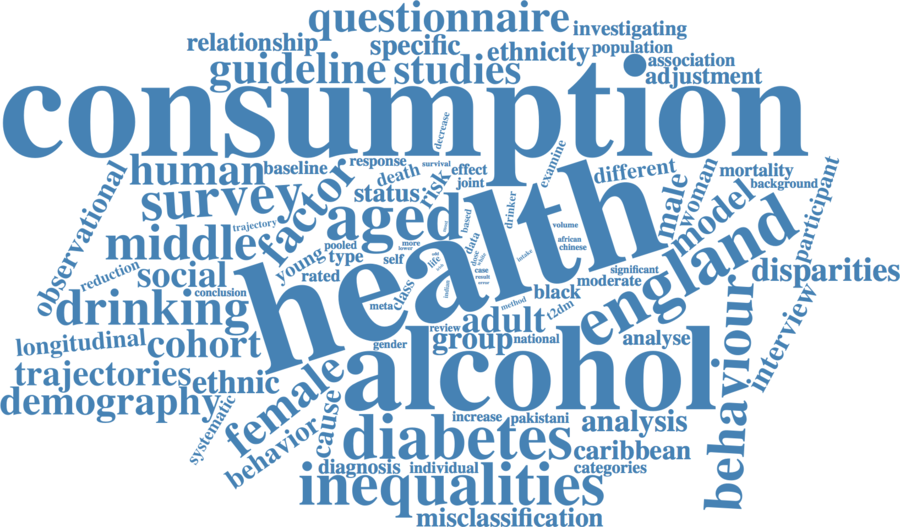 questionnaire
investigating
relationship
specific
ethnicity
population
guideline
studies
association
adjustment
consumption
decrease
human
baseline
response
survival
effect
joint
examine
different
mortality
background
survey
factor
death
status
risk
male
woman
model
participant
observational
trajectory
aged
based
drinker
data
volume
african
chinese
middle
young
pooled
type
rated
more
lower
self
life
health
intake
case
result
error
significant
moderate
england
disparities
reduction
social
conclusion
drinking
meta
class
indian
method
black
t2dm
longitudinal
cohort
review
adult
gender
group
national
analyse
behaviour
interview
trajectories
ethnic
demography
alcohol
female
systematic
behavior
cause
increase
pakistani
analysis
diabetes
caribbean
diagnosis
individual
categories
inequalities
misclassification